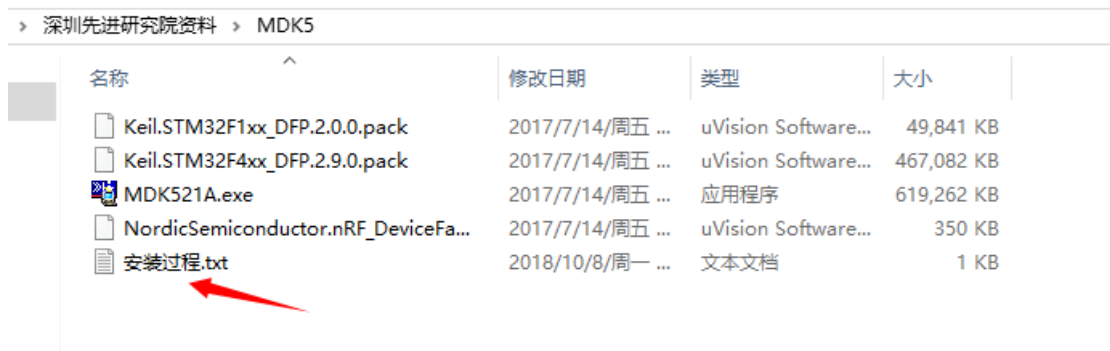 › 深圳先进研究院资料 › MDK5
名称 修改日期 类型 大小
Keil.STM32F1xx_DFP.2.0.0.pack 2017/7/14/周五 ... uVision Software... 49,841 KB
Keil.STM32F4xx_DFP.2.9.0.pack 2017/7/14/周五 ... uVision Software... 467,082 KB
MDK521A.exe 2017/7/14/周五 ... 应用程序 619,262 KB
NordicSemiconductor.nRF_DeviceFa... 2017/7/14/周五 ... uVision Software... 350 KB
安装过程.txt 2018/10/8/周一 ... 文本文档 1 KB